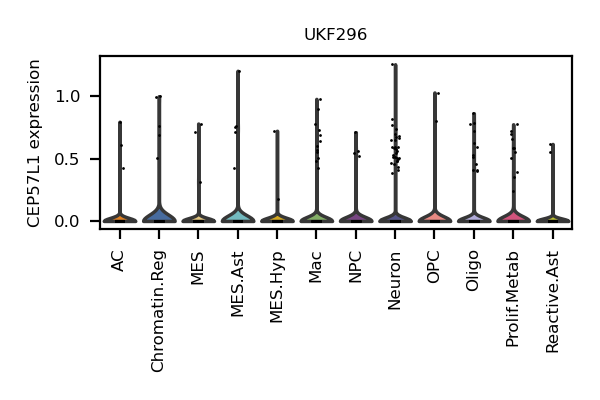 UKF296
CEP57L1 expression
1.0
0.5
0.0
AC
Chromatin.Reg
MES
MES.Ast
MES.Hyp
Mac
NPC
Neuron
OPC
Oligo
Prolif.Metab
Reactive.Ast